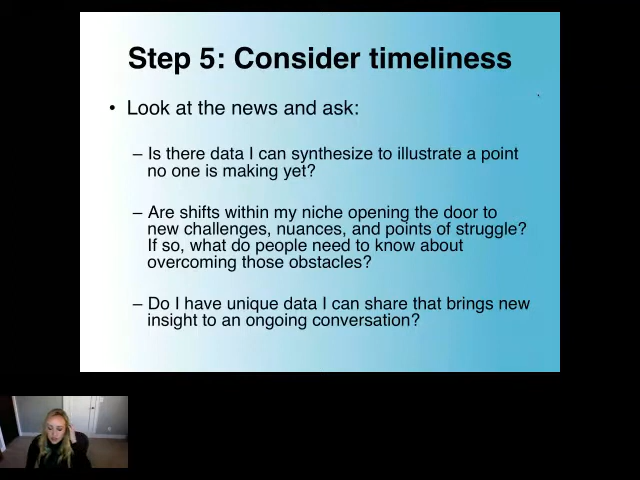 Step 5: Consider timeliness
• Look at the news and ask:
– Is there data I can synthesize to illustrate a point
no one is making yet?
– Are shifts within my niche opening the door to
new challenges, nuances, and points of struggle?
If so, what do people need to know about
overcoming those obstacles?
– Do I have unique data I can share that brings new
insight to an ongoing conversation?